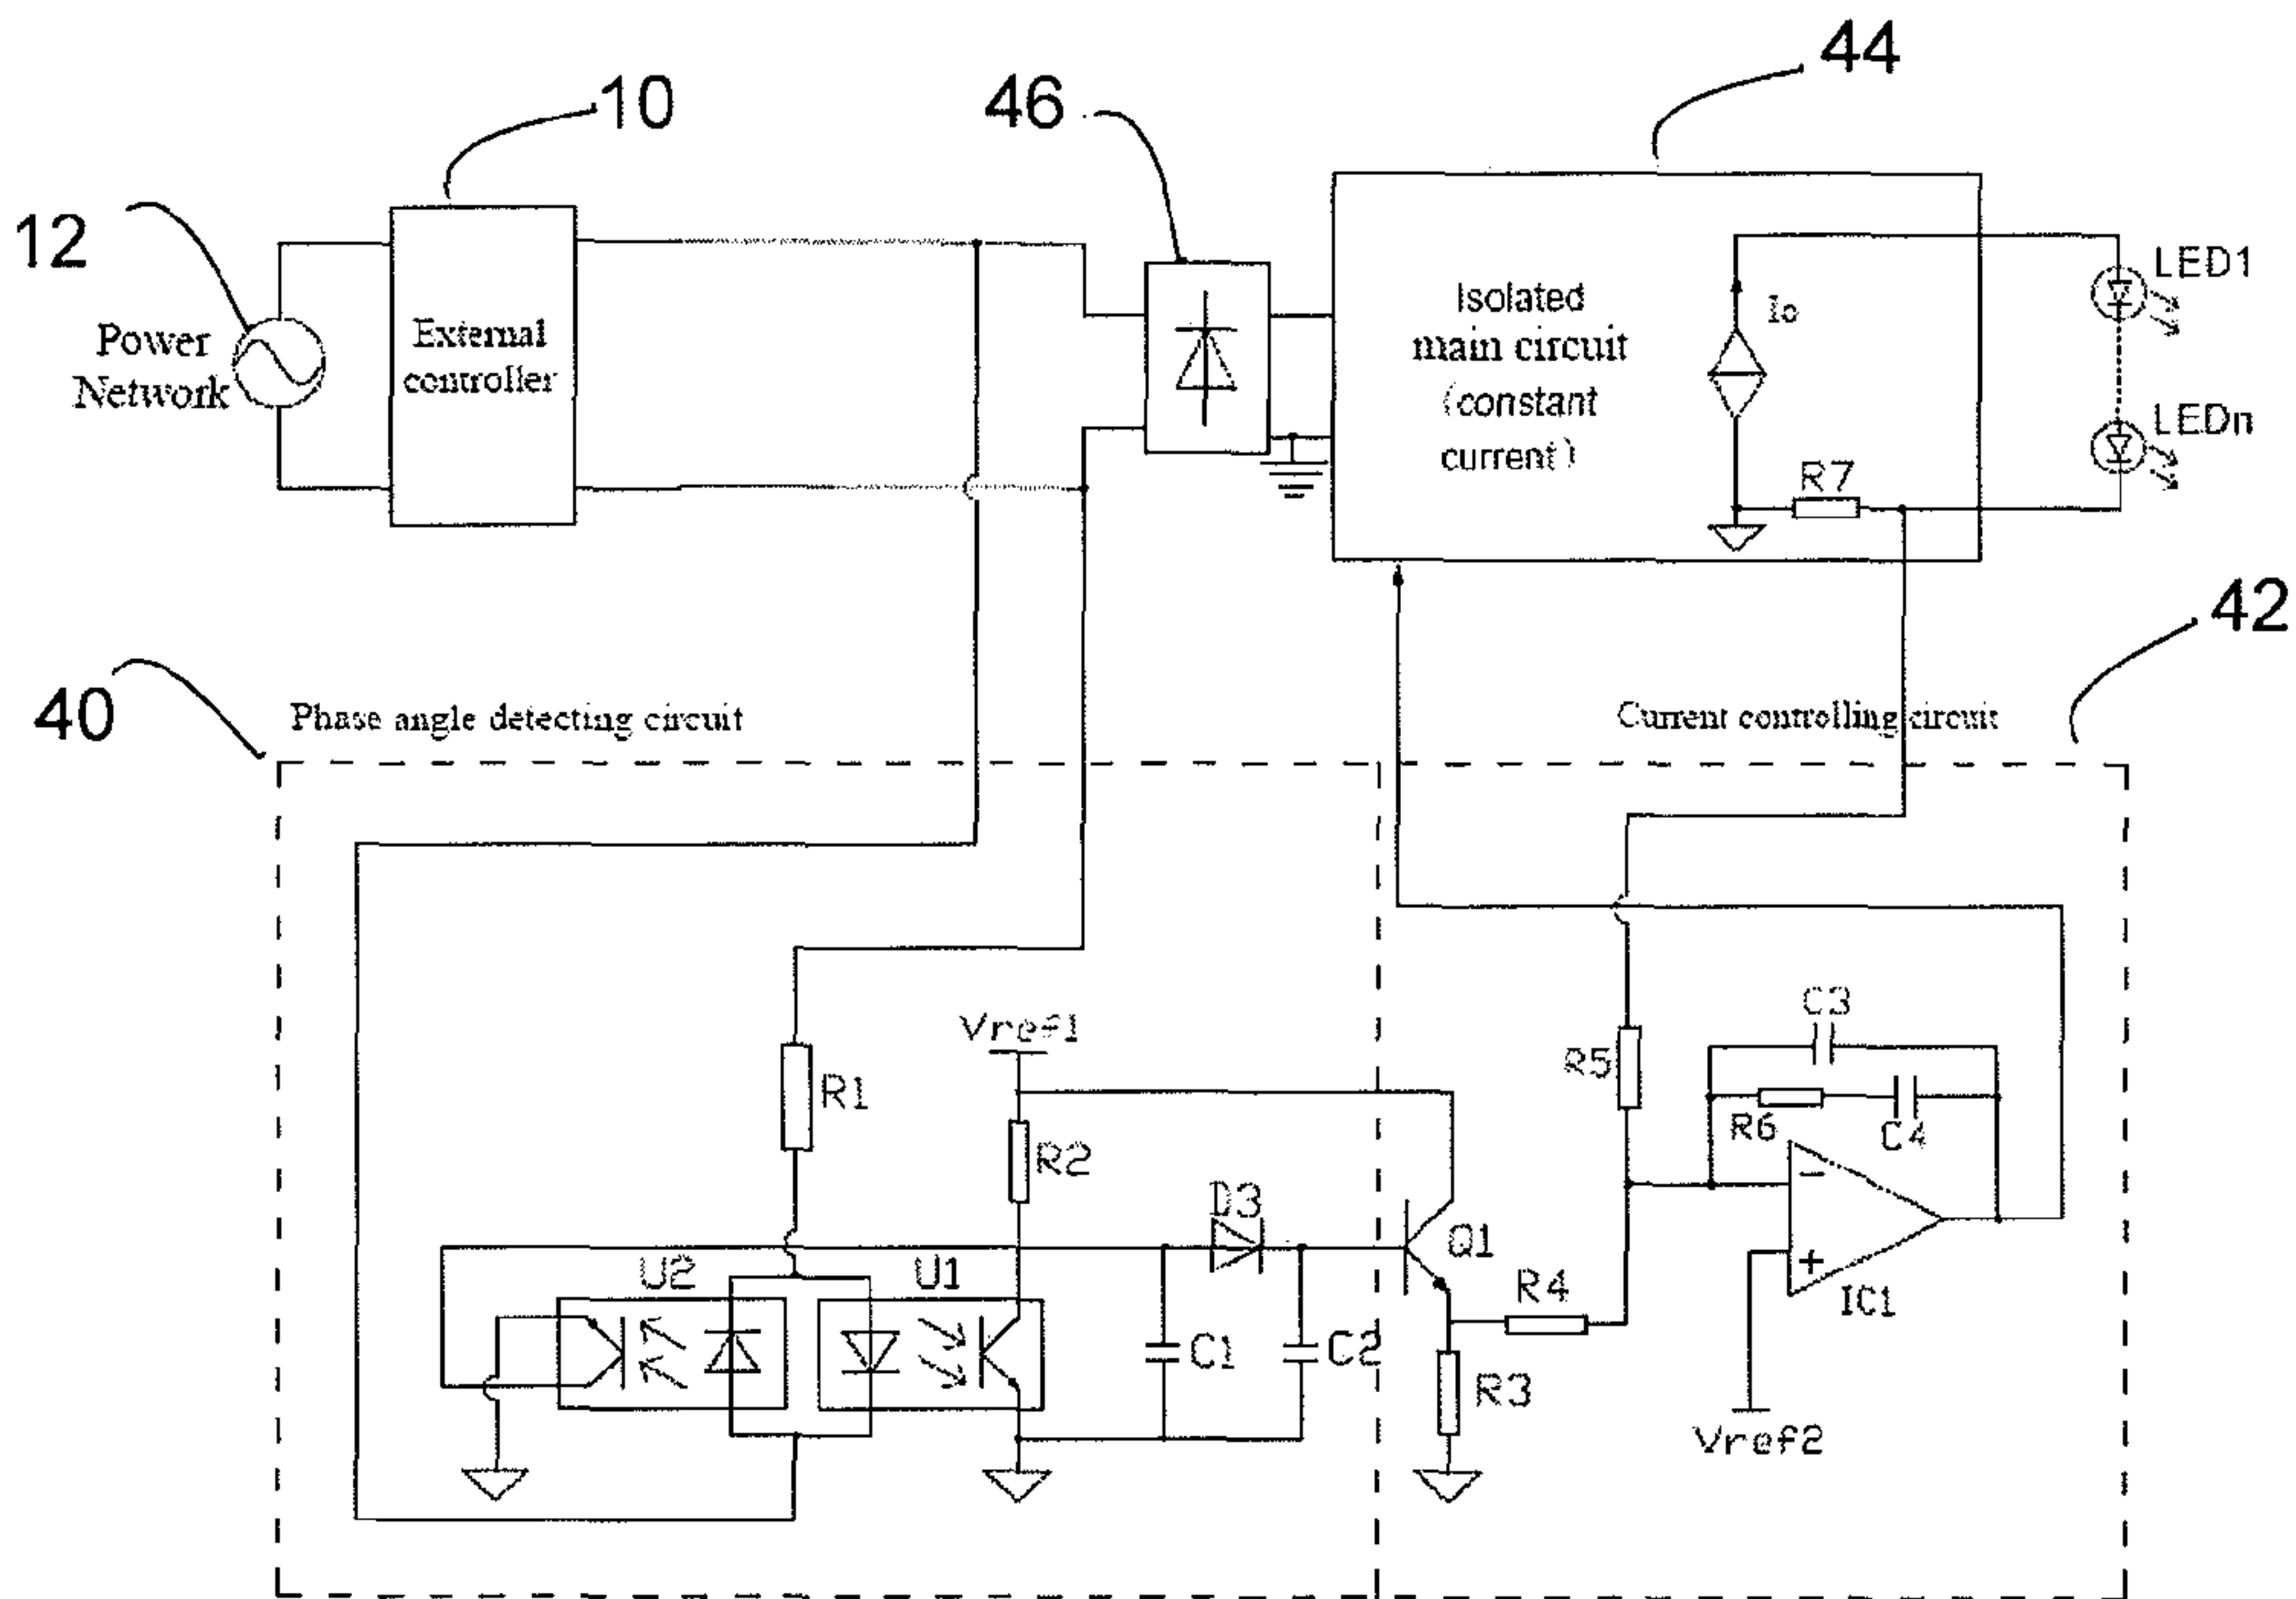 44
10
46
12
Power
Network
External
controller
Isolated
main circuit
(constant
current)
Io
LED1
LEDn
R7
42
40
Phase angle detecting circuit
Current controlling circuit
Vref1
R1
R2
D3
Q1
U2
U1
C1
C2
R3
R4
R5
C3
R6
C4
IC1
Vref2